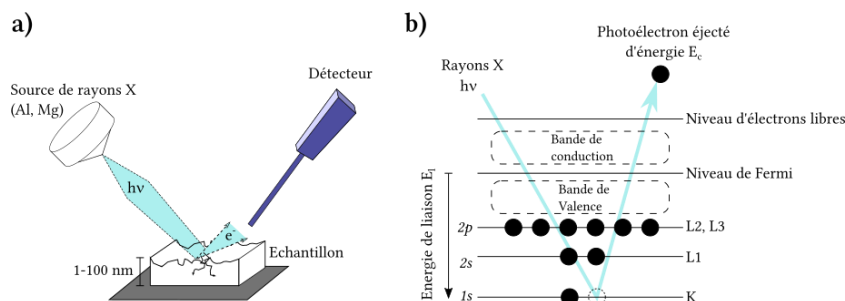 a)
Source de rayons X
(Al, Mg)
Détecteur
hν
e-
Echantillon
1-100 nm
b)
Photoélectron éjecté
d'énergie Ec
Rayons X
hν
Niveau d'électrons libres
Bande de
conduction
Niveau de Fermi
Bande de
Valence
Energie de liaison El
2p
L2, L3
2s
L1
1s
K